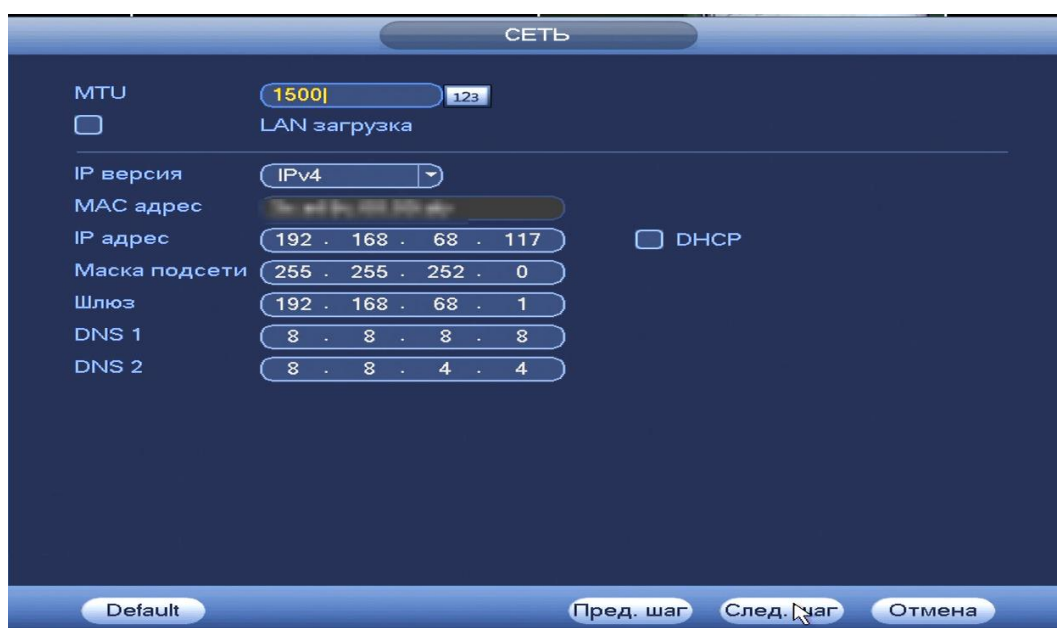 СЕТЬ
MTU 1500 123
LAN загрузка
IP версия IPv4
MAC адрес
IP адрес 192 . 168 . 68 . 117 DHCP
Маска подсети 255 . 255 . 252 . 0
Шлюз 192 . 168 . 68 . 1
DNS 1 8 . 8 . 8 . 8
DNS 2 8 . 8 . 4 . 4
Default Пред. шаг След. шаг Отмена